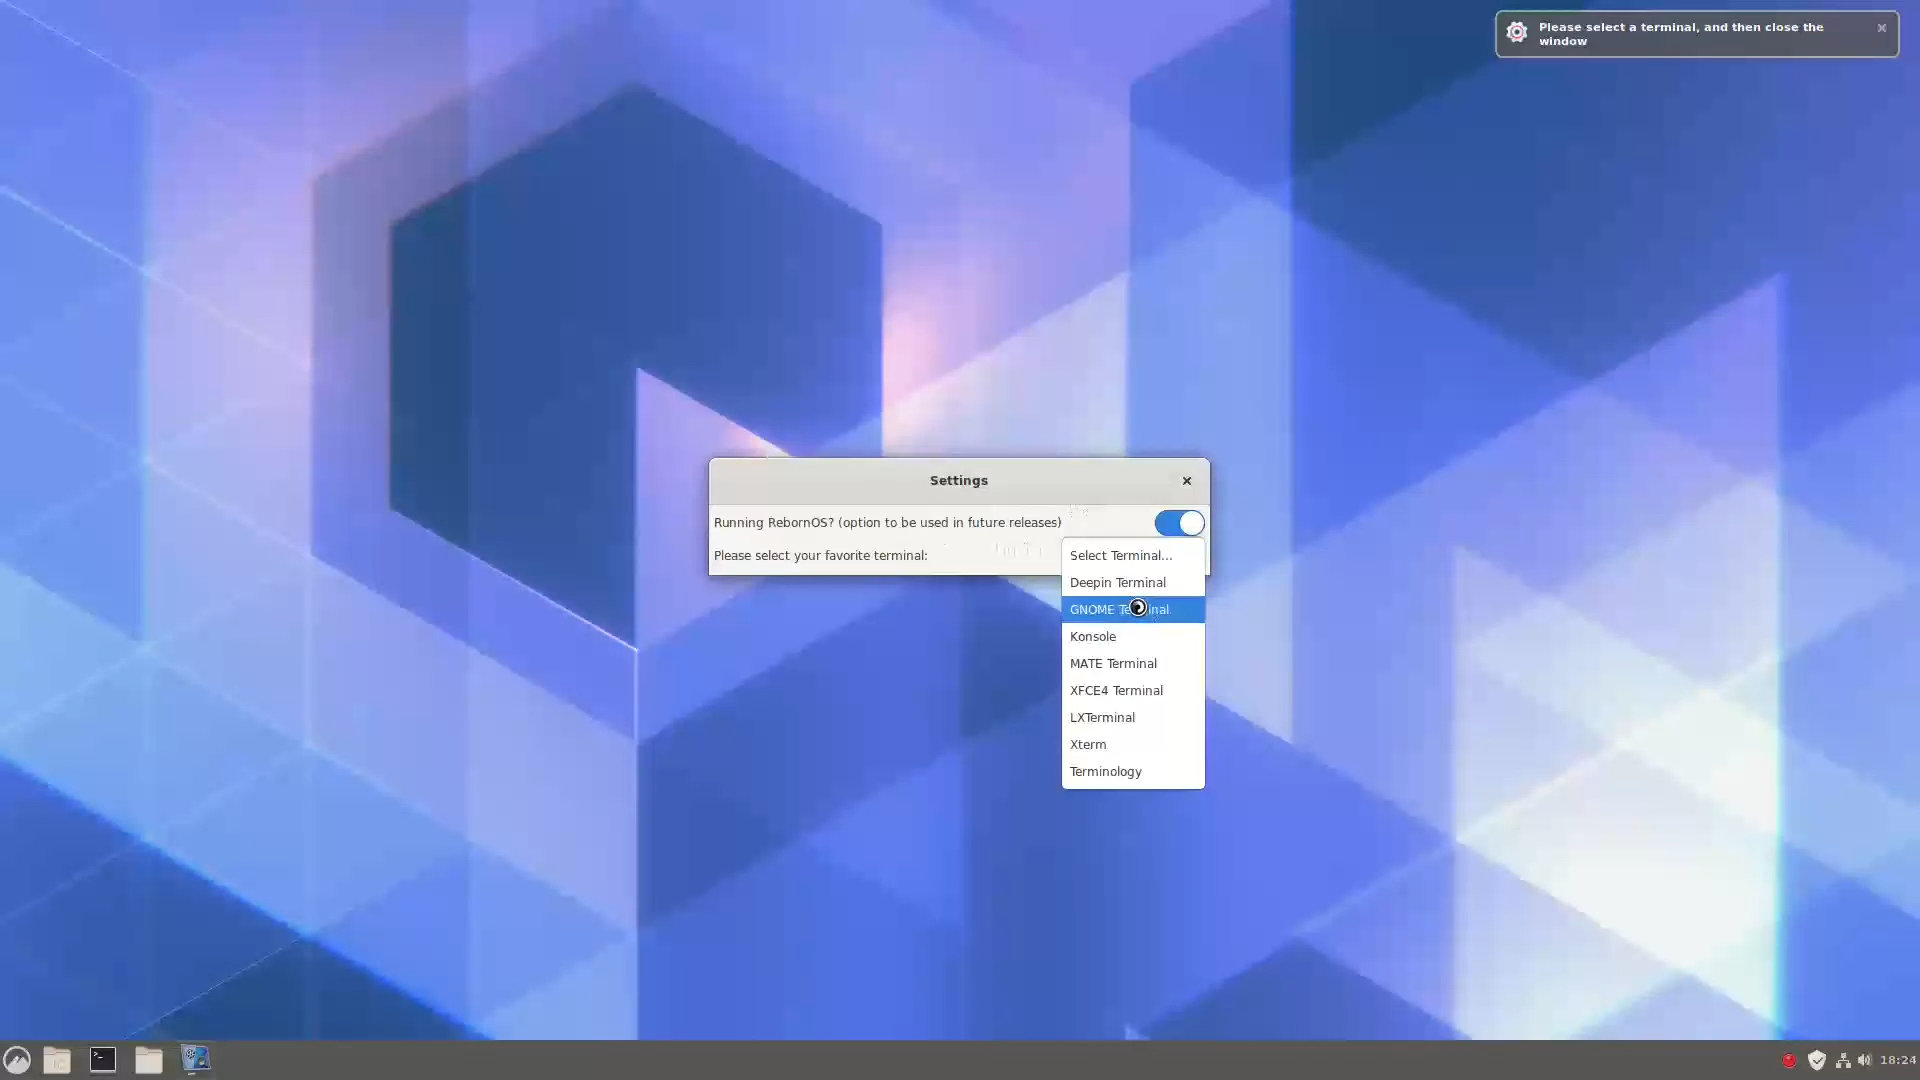 Please select a terminal, and then close the
window
Settings
Running RebornOS? (option to be used in future releases)
Please select your favorite terminal:
Select Terminal...
Deepin Terminal
GNOME Terminal
Konsole
MATE Terminal
XFCE4 Terminal
LXTerminal
Xterm
Terminology
18:24